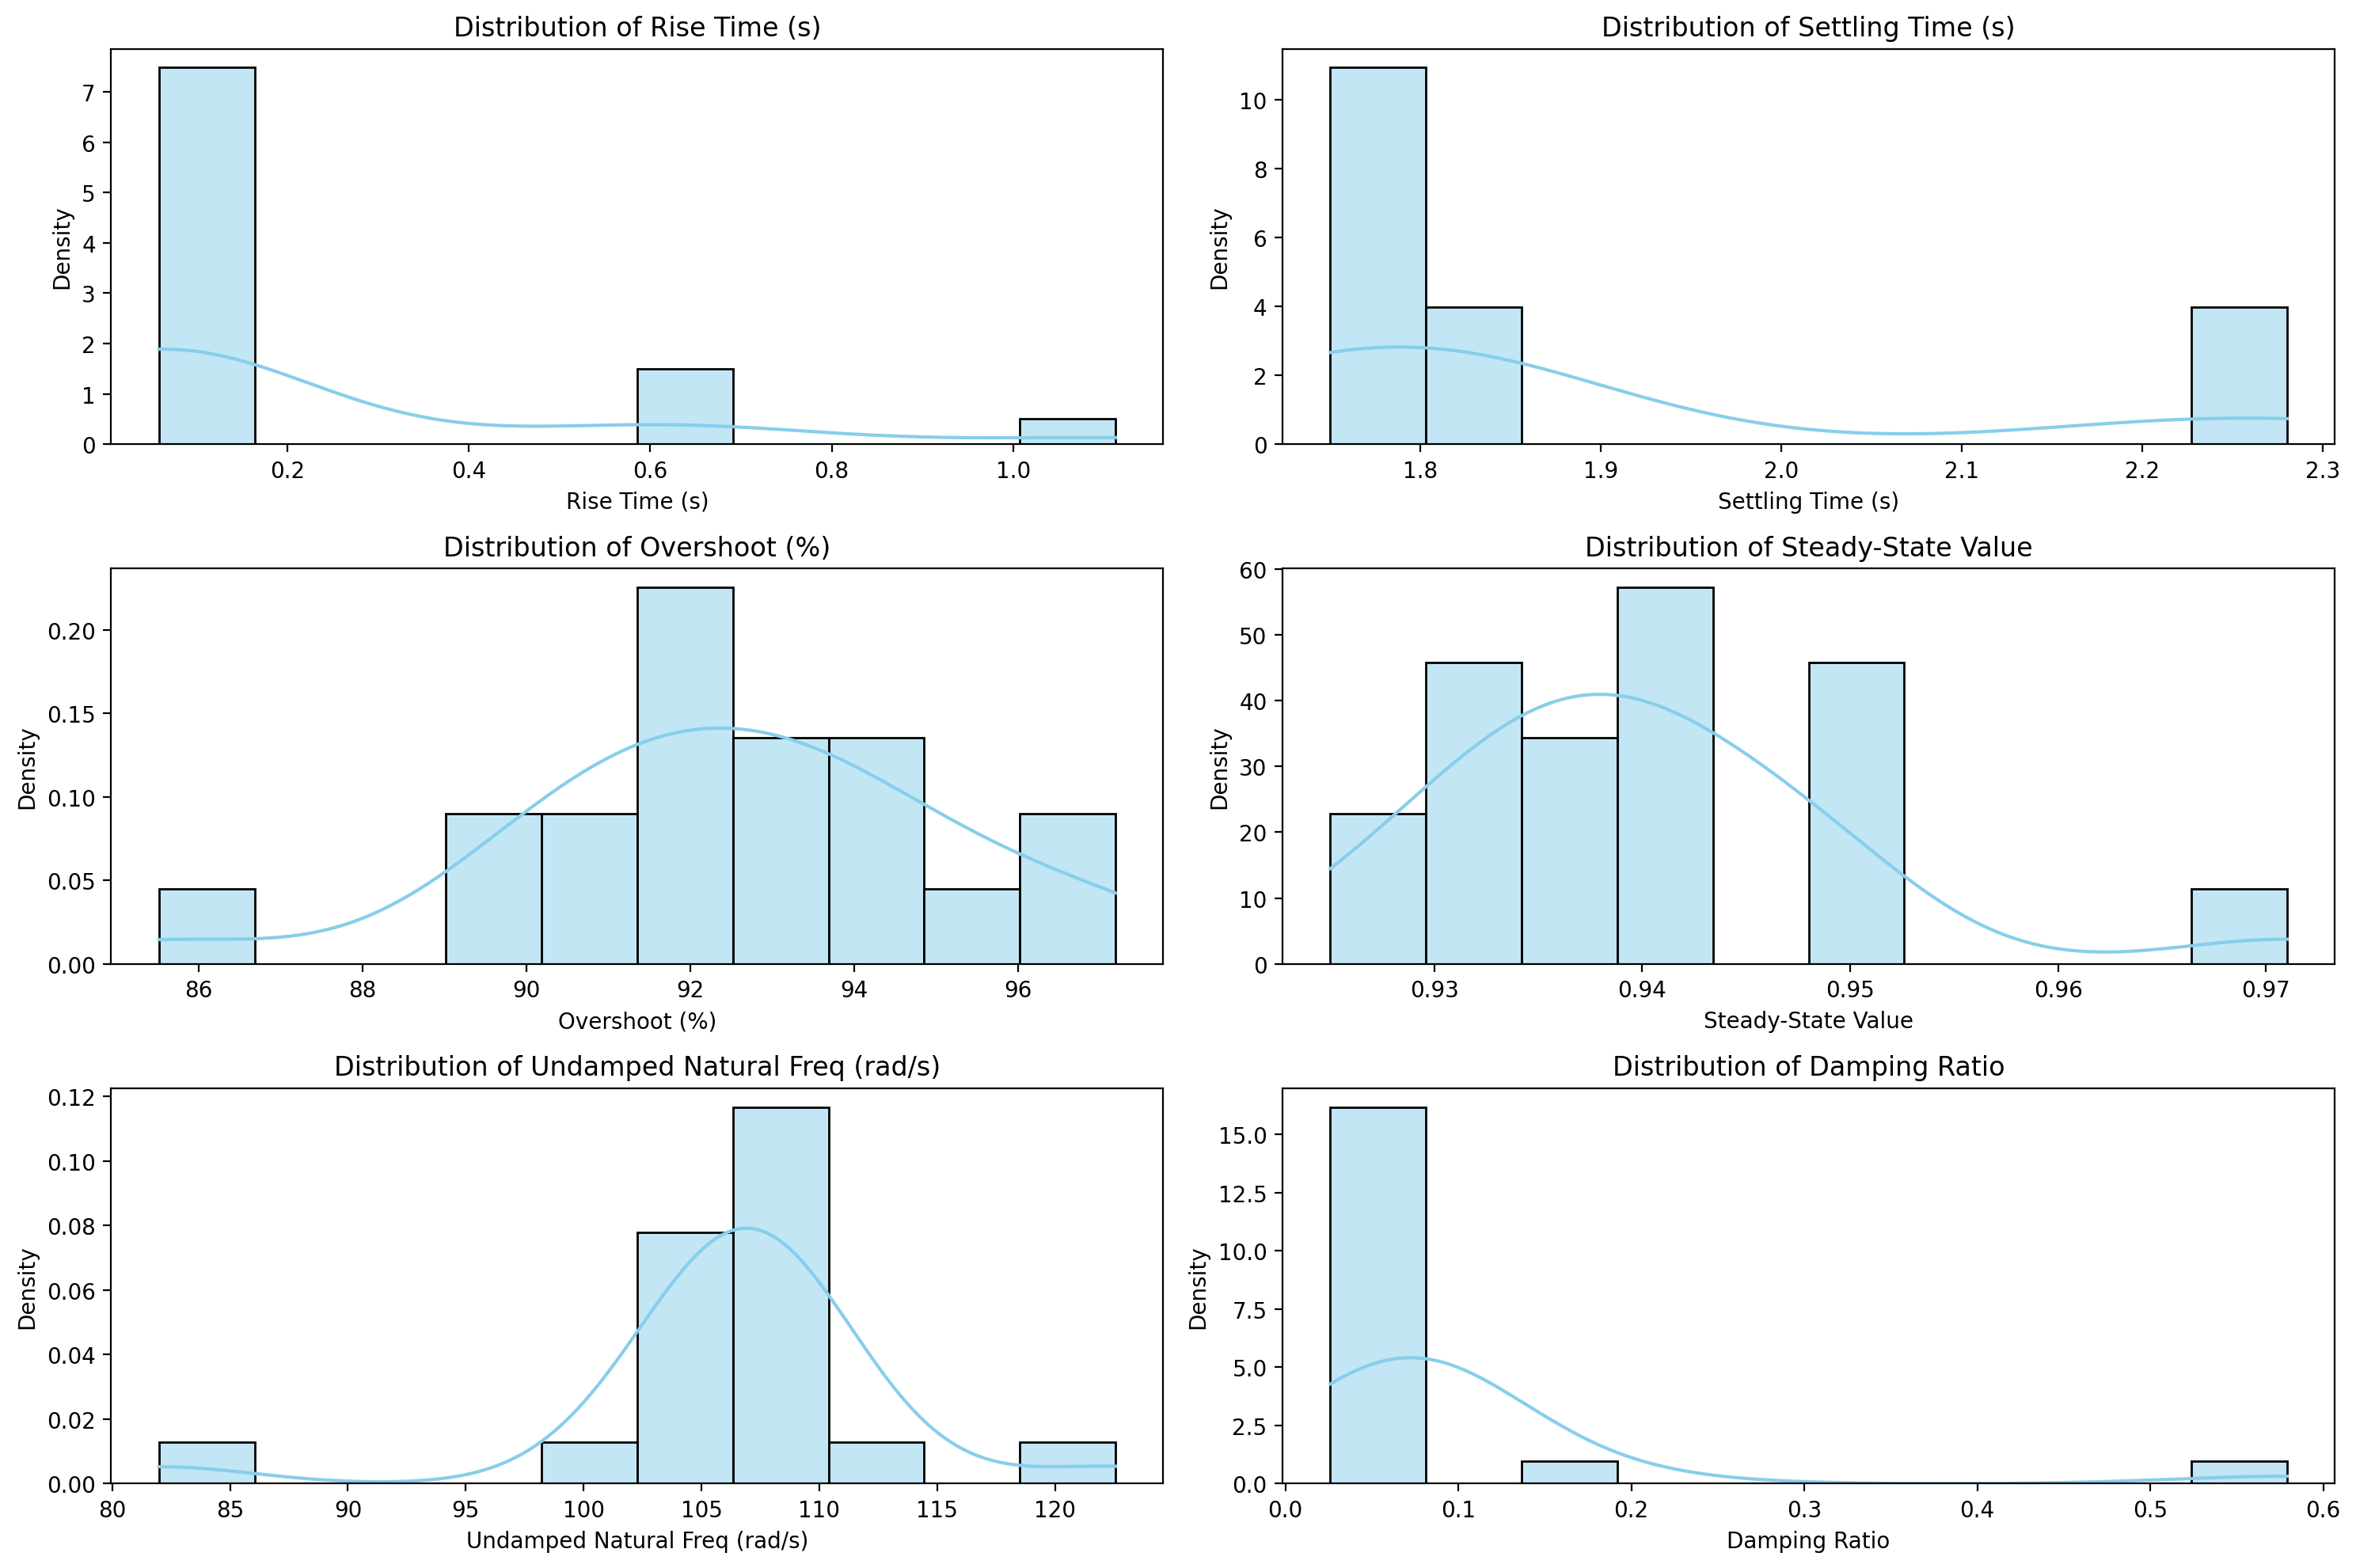 Distribution of Rise Time (s)
Density
7
6
5
4
3
2
1
0
0.2 0.4 0.6 0.8 1.0
Rise Time (s)
Distribution of Settling Time (s)
Density
10
8
6
4
2
0
1.8 1.9 2.0 2.1 2.2 2.3
Settling Time (s)
Distribution of Overshoot (%)
Density
0.20
0.15
0.10
0.05
0.00
86 88 90 92 94 96
Overshoot (%)
Distribution of Steady-State Value
Density
60
50
40
30
20
10
0
0.93 0.94 0.95 0.96 0.97
Steady-State Value
Distribution of Undamped Natural Freq (rad/s)
Density
0.12
0.10
0.08
0.06
0.04
0.02
0.00
80 85 90 95 100 105 110 115 120
Undamped Natural Freq (rad/s)
Distribution of Damping Ratio
Density
15.0
12.5
10.0
7.5
5.0
2.5
0.0
0.0 0.1 0.2 0.3 0.4 0.5 0.6
Damping Ratio